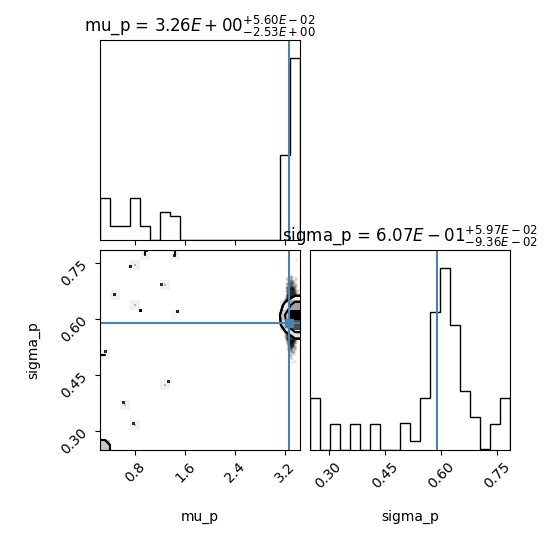 mu_p = 3.26E + 00+5.60E − 02 −2.53E + 00
sigma_p = 6.07E − 01+5.97E − 02 −9.36E − 02
0.75
0.60
0.45
0.30
sigma_p
0.8 1.6 2.4 3.2
mu_p
0.30 0.45 0.60 0.75
sigma_p